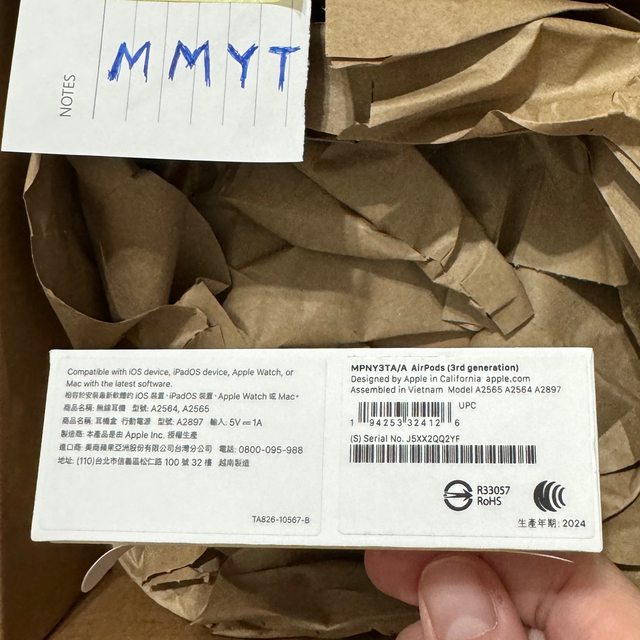 NOTES
MMYT
Compatible with iOS device, iPadOS device, Apple Watch, or
Mac with the latest software.
相容於安裝最新軟體的 iOS 裝置、iPadOS 裝置、Apple Watch 或 Mac。
商品名稱: 無線耳機 型號: A2564, A2565
商品名稱: 耳機盒 行動電源 型號: A2897 輸入: 5V⎓1A
製造商: 本產品是由 Apple Inc. 授權生產
進口商: 美商蘋果亞洲股份有限公司台灣分公司 電話: 0800-095-988
地址: (110)台北市信義區松仁路 100 號 32 樓 越南製造
TA826-10567-B
MPNY3TA/A AirPods (3rd generation)
Designed by Apple in California apple.com
Assembled in Vietnam Model A2565 A2564 A2897
UPC
1 94253 32412 6
(S) Serial No. J5XX2QQ2YF
R33057
RoHS
生產年期: 2024